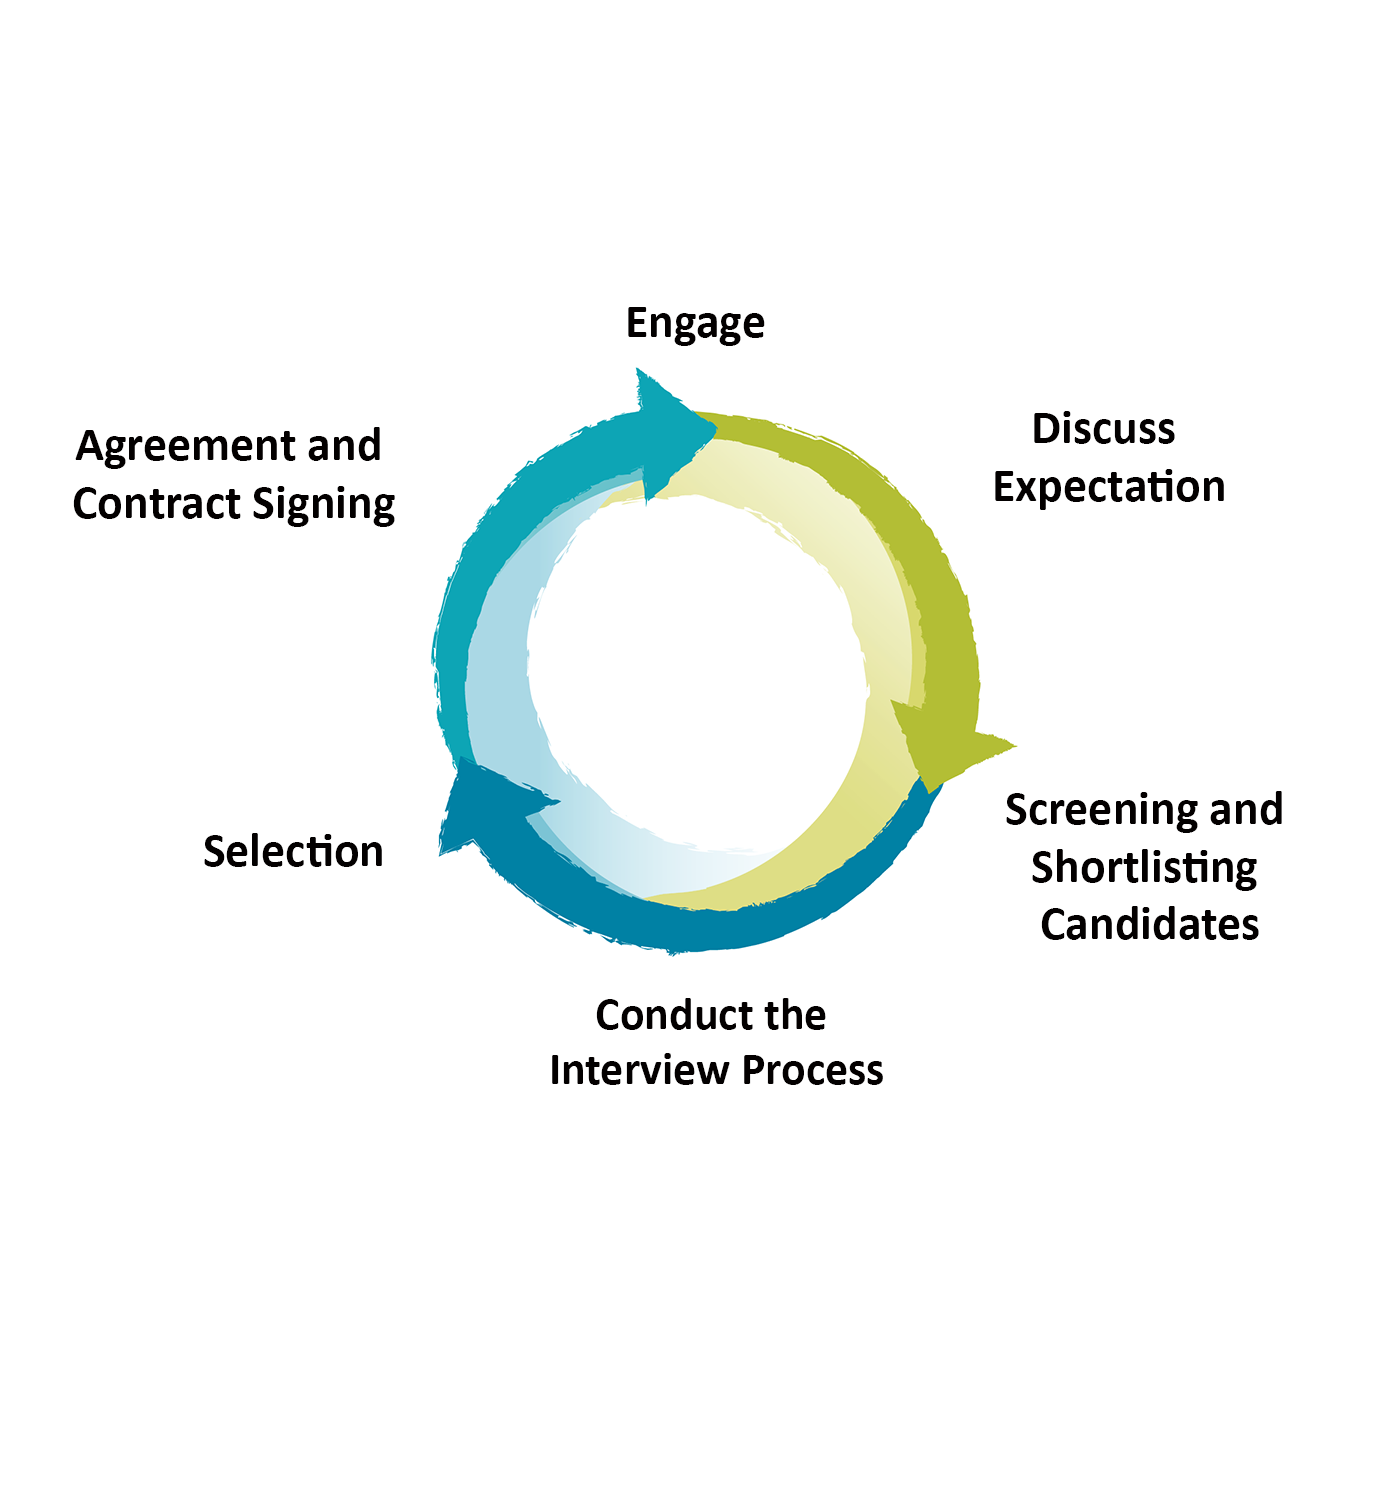 Engage
Discuss
Expectation
Screening and
Shortlisting
Candidates
Conduct the
Interview Process
Selection
Agreement and
Contract Signing